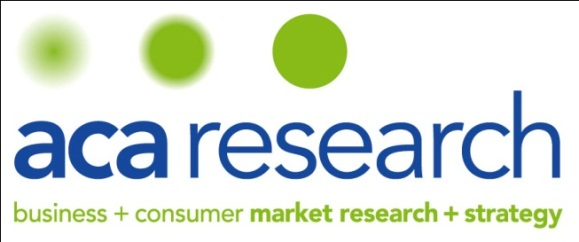 aca research
business + consumer market research + strategy